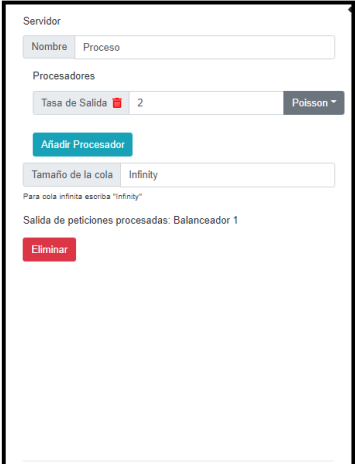 Servidor
Nombre Proceso
Procesadores
Tasa de Salida 2 Poisson
Añadir Procesador
Tamaño de la cola Infinity
Para cola infinita escriba "Infinity"
Salida de peticiones procesadas: Balanceador 1
Eliminar